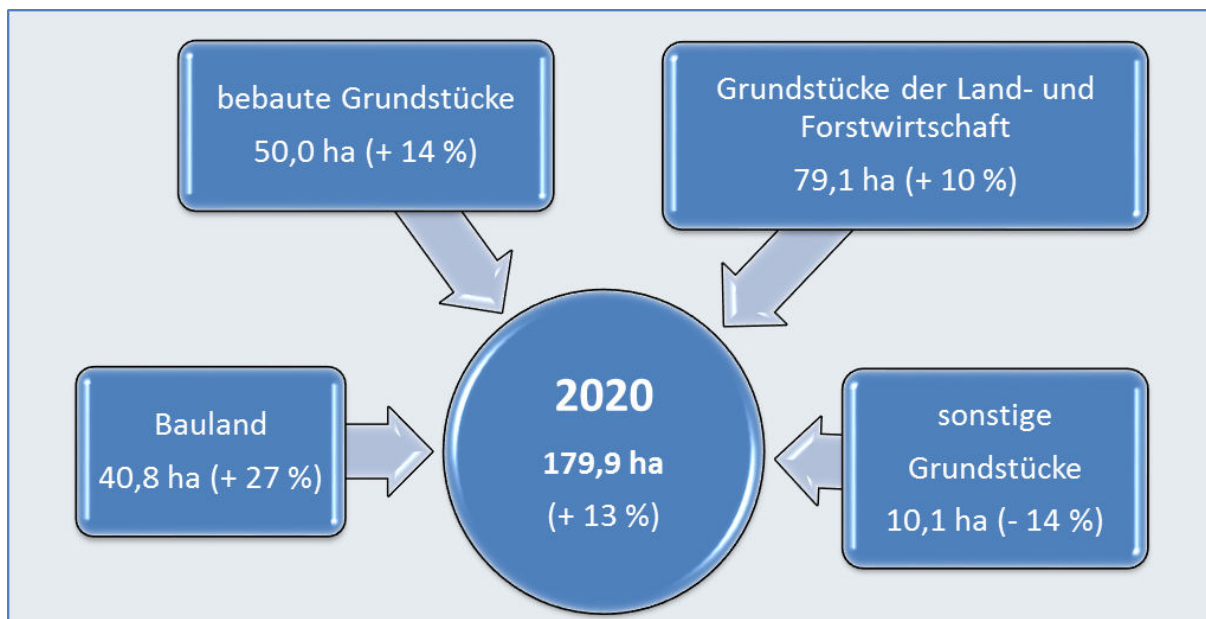 bebaute Grundstücke
50,0 ha (+ 14 %)
Grundstücke der Land- und
Forstwirtschaft
79,1 ha (+ 10 %)
Bauland
40,8 ha (+ 27 %)
2020
179,9 ha
(+ 13 %)
sonstige
Grundstücke
10,1 ha (- 14 %)